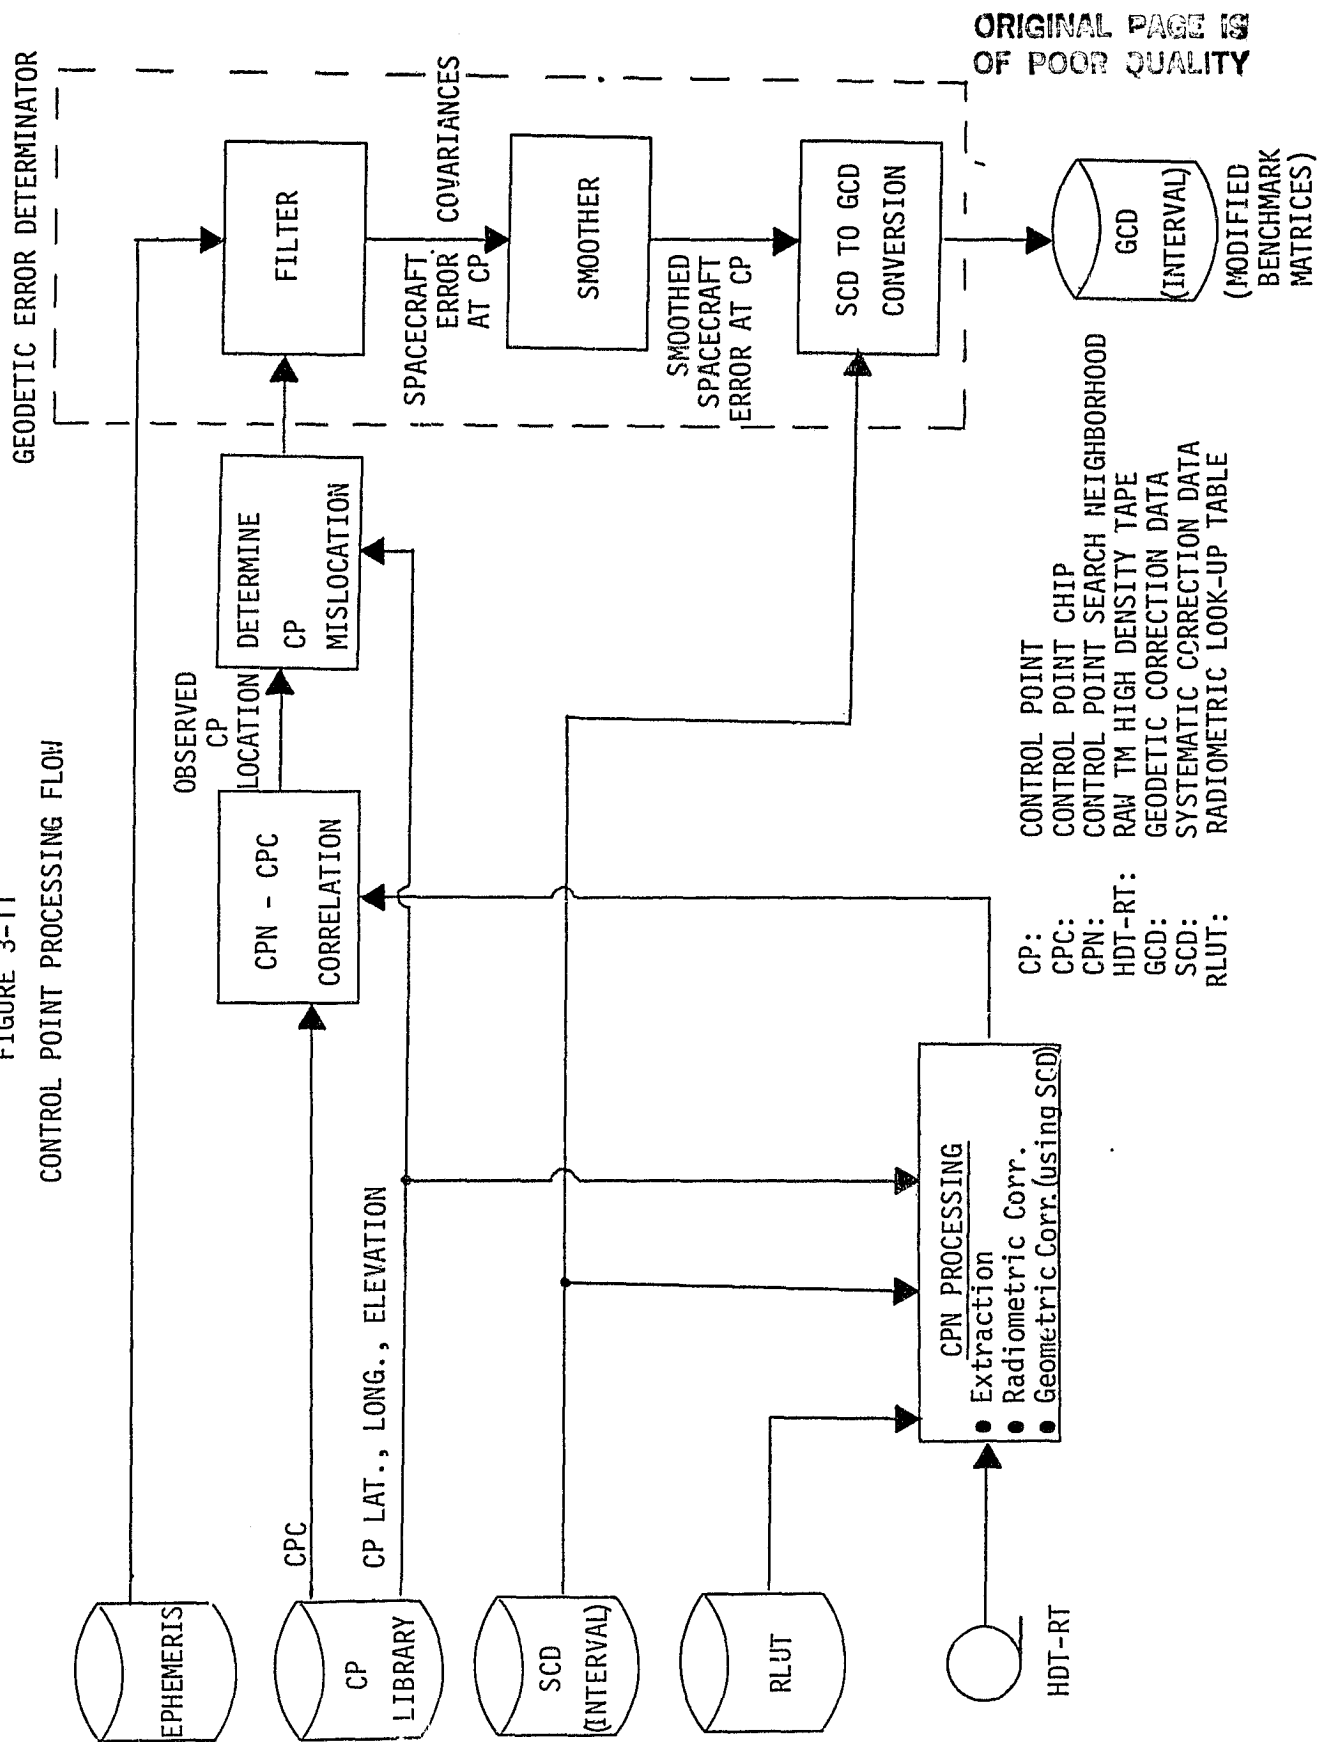 ORIGINAL PAGE IS
OF POOR QUALITY
FIGURE 3-11
CONTROL POINT PROCESSING FLOW
GEODETIC ERROR DETERMINATOR
EPHEMERIS
CP
LIBRARY
CPC
CP LAT., LONG., ELEVATION
SCD
(INTERVAL)
RLUT
HDT-RT
CPN PROCESSING
● Extraction
● Radiometric Corr.
● Geometric Corr.(using SCD)
CPN - CPC
CORRELATION
OBSERVED
CP
LOCATION
DETERMINE
CP
MISLOCATION
FILTER
SPACECRAFT
ERROR
AT CP
COVARIANCES
SMOOTHER
SMOOTHED
SPACECRAFT
ERROR AT CP
SCD TO GCD
CONVERSION
GCD
(INTERVAL)
(MODIFIED
BENCHMARK
MATRICES)
CP: CONTROL POINT
CPC: CONTROL POINT CHIP
CPN: CONTROL POINT SEARCH NEIGHBORHOOD
HDT-RT: RAW TM HIGH DENSITY TAPE
GCD: GEODETIC CORRECTION DATA
SCD: SYSTEMATIC CORRECTION DATA
RLUT: RADIOMETRIC LOOK-UP TABLE